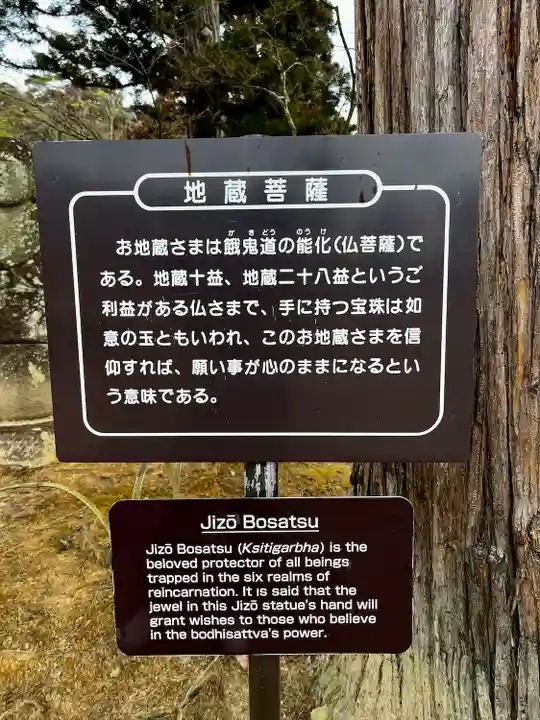 地蔵菩薩
お地蔵さまは餓鬼道の能化(仏菩薩)で
がきどう のうけ
ある。地蔵十益、地蔵二十八益というご
利益がある仏さまで、手に持つ宝珠は如
意の玉ともいわれ、このお地蔵さまを信
仰すれば、願い事が心のままになるとい
う意味である。
Jizō Bosatsu
Jizō Bosatsu (Ksitigarbha) is the
beloved protector of all beings
trapped in the six realms of
reincarnation. It is said that the
jewel in this Jizō statue's hand will
grant wishes to those who believe
in the bodhisattva's power.